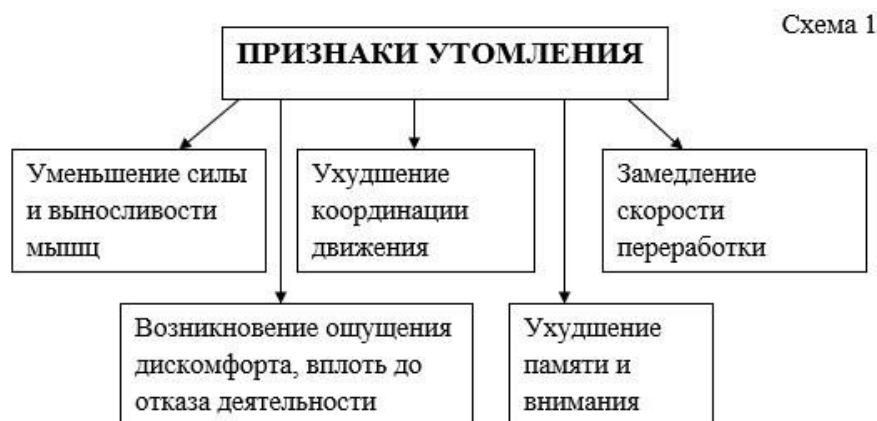 Схема 1
ПРИЗНАКИ УТОМЛЕНИЯ
Уменьшение силы
и выносливости
мышц
Ухудшение
координации
движения
Замедление
скорости
переработки
Возникновение ощущения
дискомфорта, вплоть до
отказа деятельности
Ухудшение
памяти и
внимания